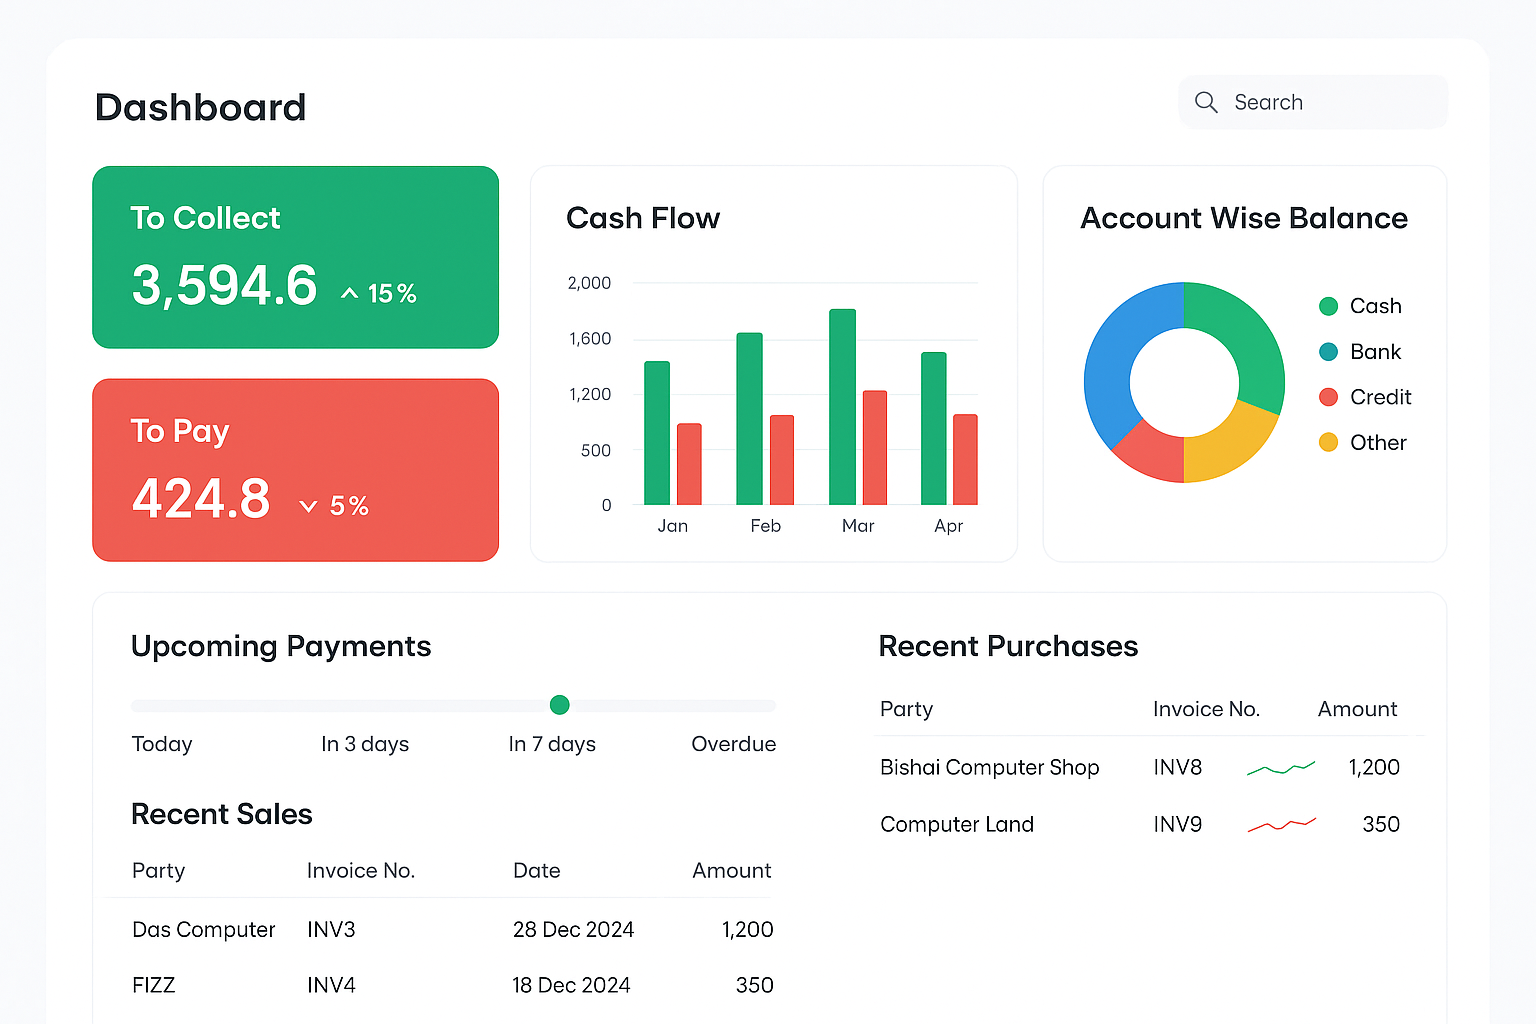 Dashboard
Search
To Collect
3,594.6 ^ 15%
To Pay
424.8 ˅ 5%
Cash Flow
2,000
1,600
1,200
500
0
Jan Feb Mar Apr
Account Wise Balance
Cash
Bank
Credit
Other
Upcoming Payments
Today In 3 days In 7 days Overdue
Recent Sales
Party Invoice No. Date Amount
Das Computer INV3 28 Dec 2024 1,200
FIZZ INV4 18 Dec 2024 350
Recent Purchases
Party Invoice No. Amount
Bishai Computer Shop INV8 1,200
Computer Land INV9 350